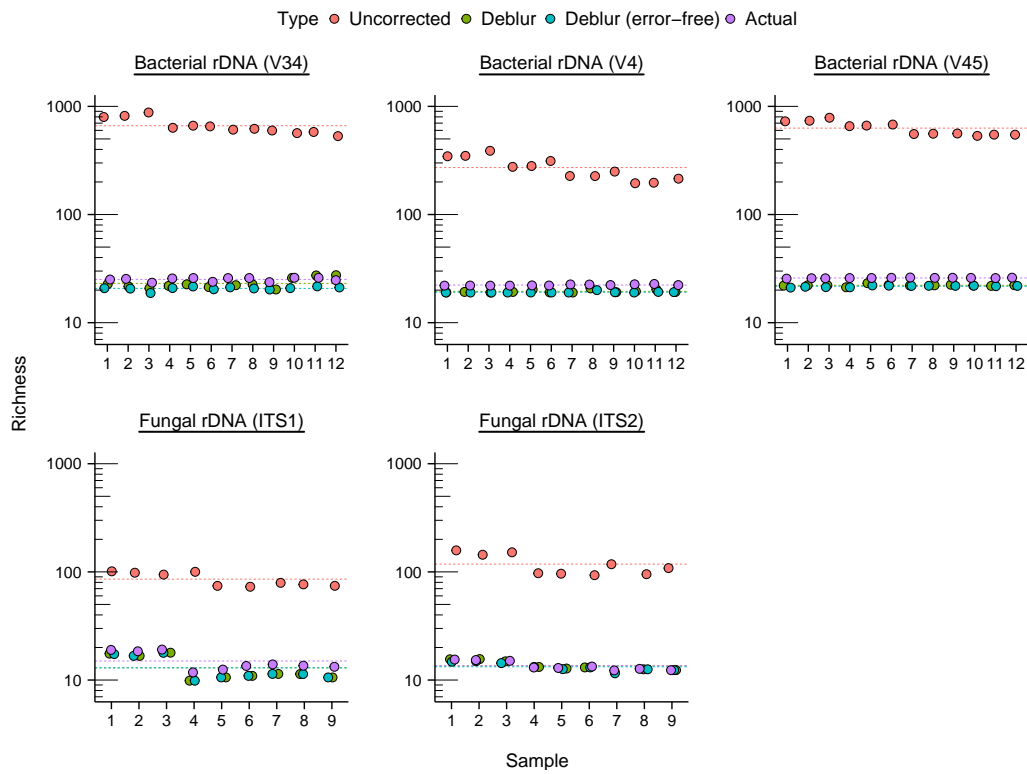 Type Uncorrected Deblur Deblur (error−free) Actual
Bacterial rDNA (V34)
Bacterial rDNA (V4)
Bacterial rDNA (V45)
1000
100
10
1 2 3 4 5 6 7 8 9 10 11 12
1000
100
10
1 2 3 4 5 6 7 8 9 10 11 12
1000
100
10
1 2 3 4 5 6 7 8 9 10 11 12
Richness
Fungal rDNA (ITS1)
Fungal rDNA (ITS2)
1000
100
10
1 2 3 4 5 6 7 8 9
1000
100
10
1 2 3 4 5 6 7 8 9
Sample